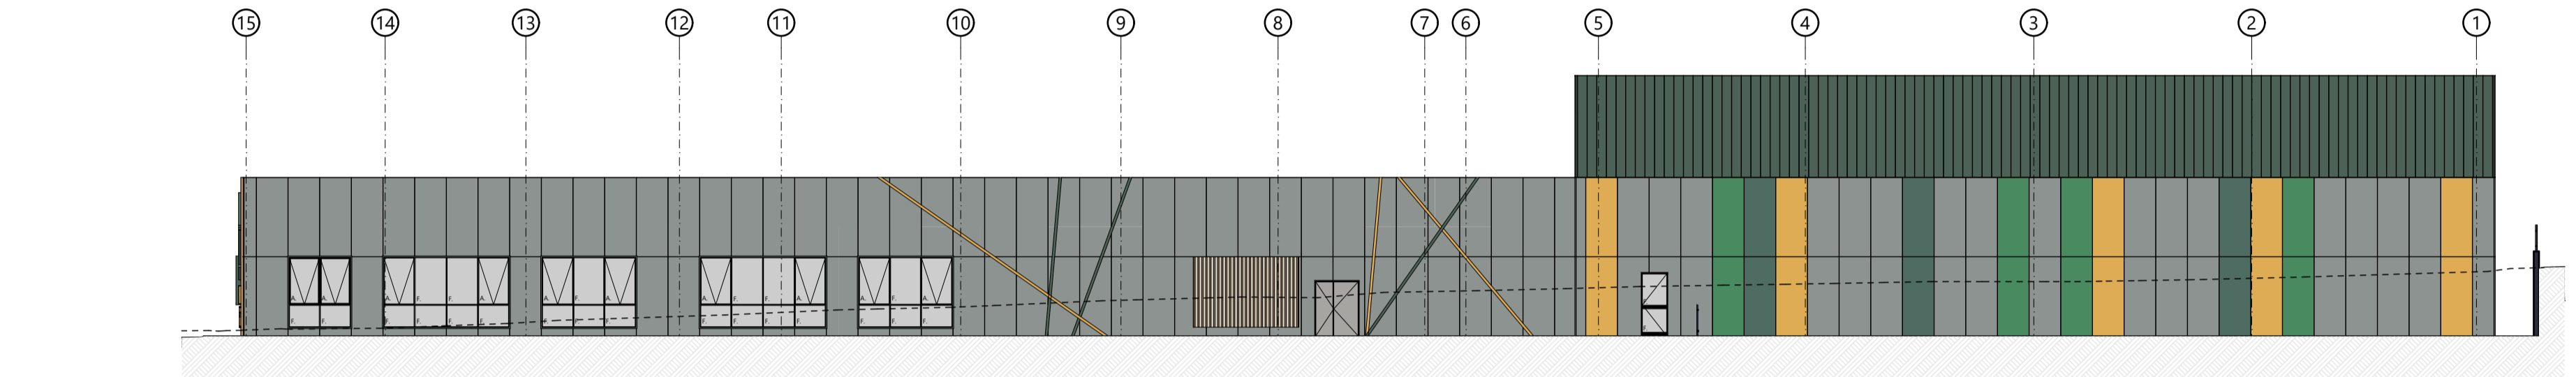 15 14 13 12 11 10 9 8 7 6 5 4 3 2 1
A. A. A. F. F. A. A. F. A. A. F. F. A. A. F. A.
F. F. F. F. F. F. F. F. F. F. F. F. F. F. F. F.